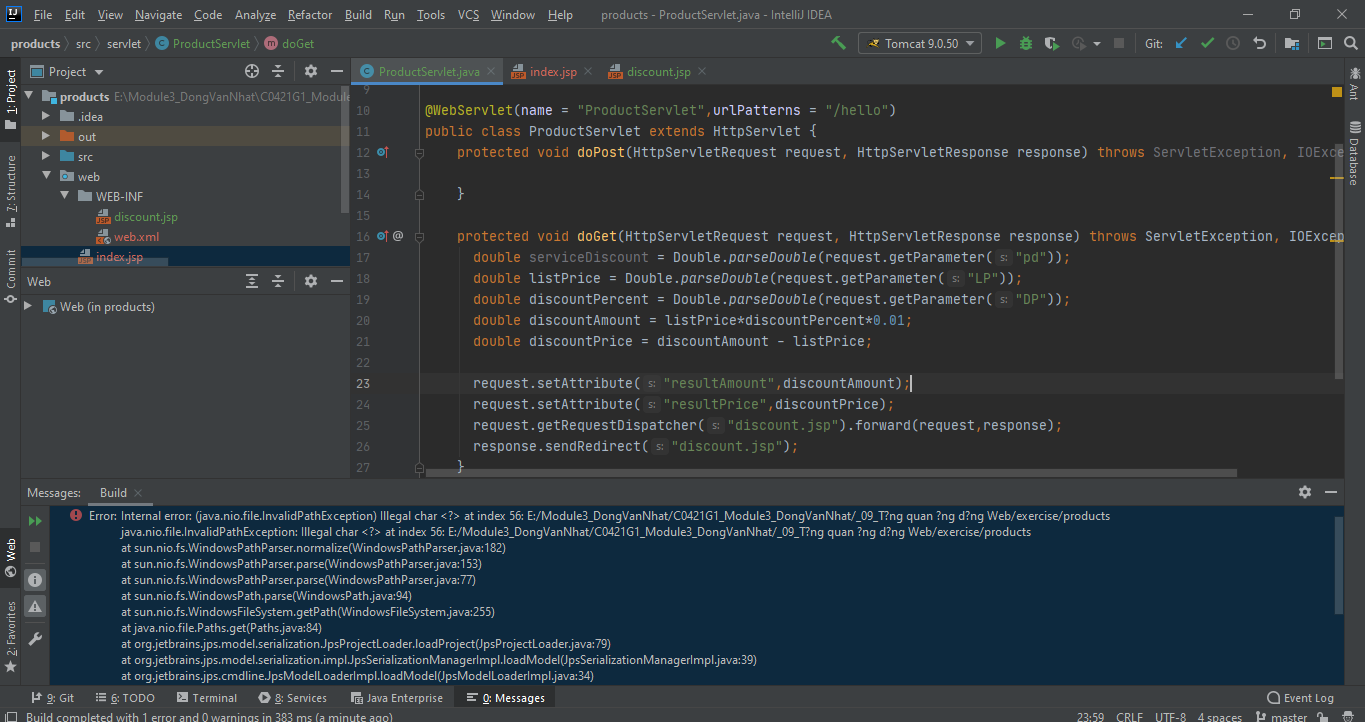 File Edit View Navigate Code Analyze Refactor Build Run Tools VCS Window Help products - ProductServlet.java - IntelliJ IDEA
products src servlet ProductServlet doGet Tomcat 9.0.50 Git:
Project
ProductServlet.java index.jsp discount.jsp
products E:\Module3_DongVanNhat\C0421G1_Module
.idea
out
src
web
WEB-INF
discount.jsp
web.xml
index.jsp
Web
Web (in products)
1: Project
7: Structure
Commit
Web
2: Favorites
Ant
Database
9
10 @WebServlet(name = "ProductServlet",urlPatterns = "/hello")
11 public class ProductServlet extends HttpServlet {
12 protected void doPost(HttpServletRequest request, HttpServletResponse response) throws ServletException, IOExce
13
14 }
15
16 @ protected void doGet(HttpServletRequest request, HttpServletResponse response) throws ServletException, IOExcep
17 double serviceDiscount = Double.parseDouble(request.getParameter( s: "pd"));
18 double listPrice = Double.parseDouble(request.getParameter( s: "LP"));
19 double discountPercent = Double.parseDouble(request.getParameter( s: "DP"));
20 double discountAmount = listPrice*discountPercent*0.01;
21 double discountPrice = discountAmount - listPrice;
22
23 request.setAttribute( s: "resultAmount",discountAmount);
24 request.setAttribute( s: "resultPrice",discountPrice);
25 request.getRequestDispatcher( s: "discount.jsp").forward(request,response);
26 response.sendRedirect( s: "discount.jsp");
27 }
Messages: Build
Error: Internal error: (java.nio.file.InvalidPathException) Illegal char <?> at index 56: E:/Module3_DongVanNhat/C0421G1_Module3_DongVanNhat/_09_T?ng quan ?ng d?ng Web/exercise/products
java.nio.file.InvalidPathException: Illegal char <?> at index 56: E:/Module3_DongVanNhat/C0421G1_Module3_DongVanNhat/_09_T?ng quan ?ng d?ng Web/exercise/products
at sun.nio.fs.WindowsPathParser.normalize(WindowsPathParser.java:182)
at sun.nio.fs.WindowsPathParser.parse(WindowsPathParser.java:153)
at sun.nio.fs.WindowsPathParser.parse(WindowsPathParser.java:77)
at sun.nio.fs.WindowsPath.parse(WindowsPath.java:94)
at sun.nio.fs.WindowsFileSystem.getPath(WindowsFileSystem.java:255)
at java.nio.file.Paths.get(Paths.java:84)
at org.jetbrains.jps.model.serialization.JpsProjectLoader.loadProject(JpsProjectLoader.java:79)
at org.jetbrains.jps.model.serialization.impl.JpsSerializationManagerImpl.loadModel(JpsSerializationManagerImpl.java:39)
at org.jetbrains.jps.cmdline.JpsModelLoaderImpl.loadModel(JpsModelLoaderImpl.java:34)
9: Git 6: TODO Terminal 8: Services Java Enterprise 0: Messages Event Log
Build completed with 1 error and 0 warnings in 383 ms (a minute ago) 23:59 CRLF UTF-8 4 spaces master